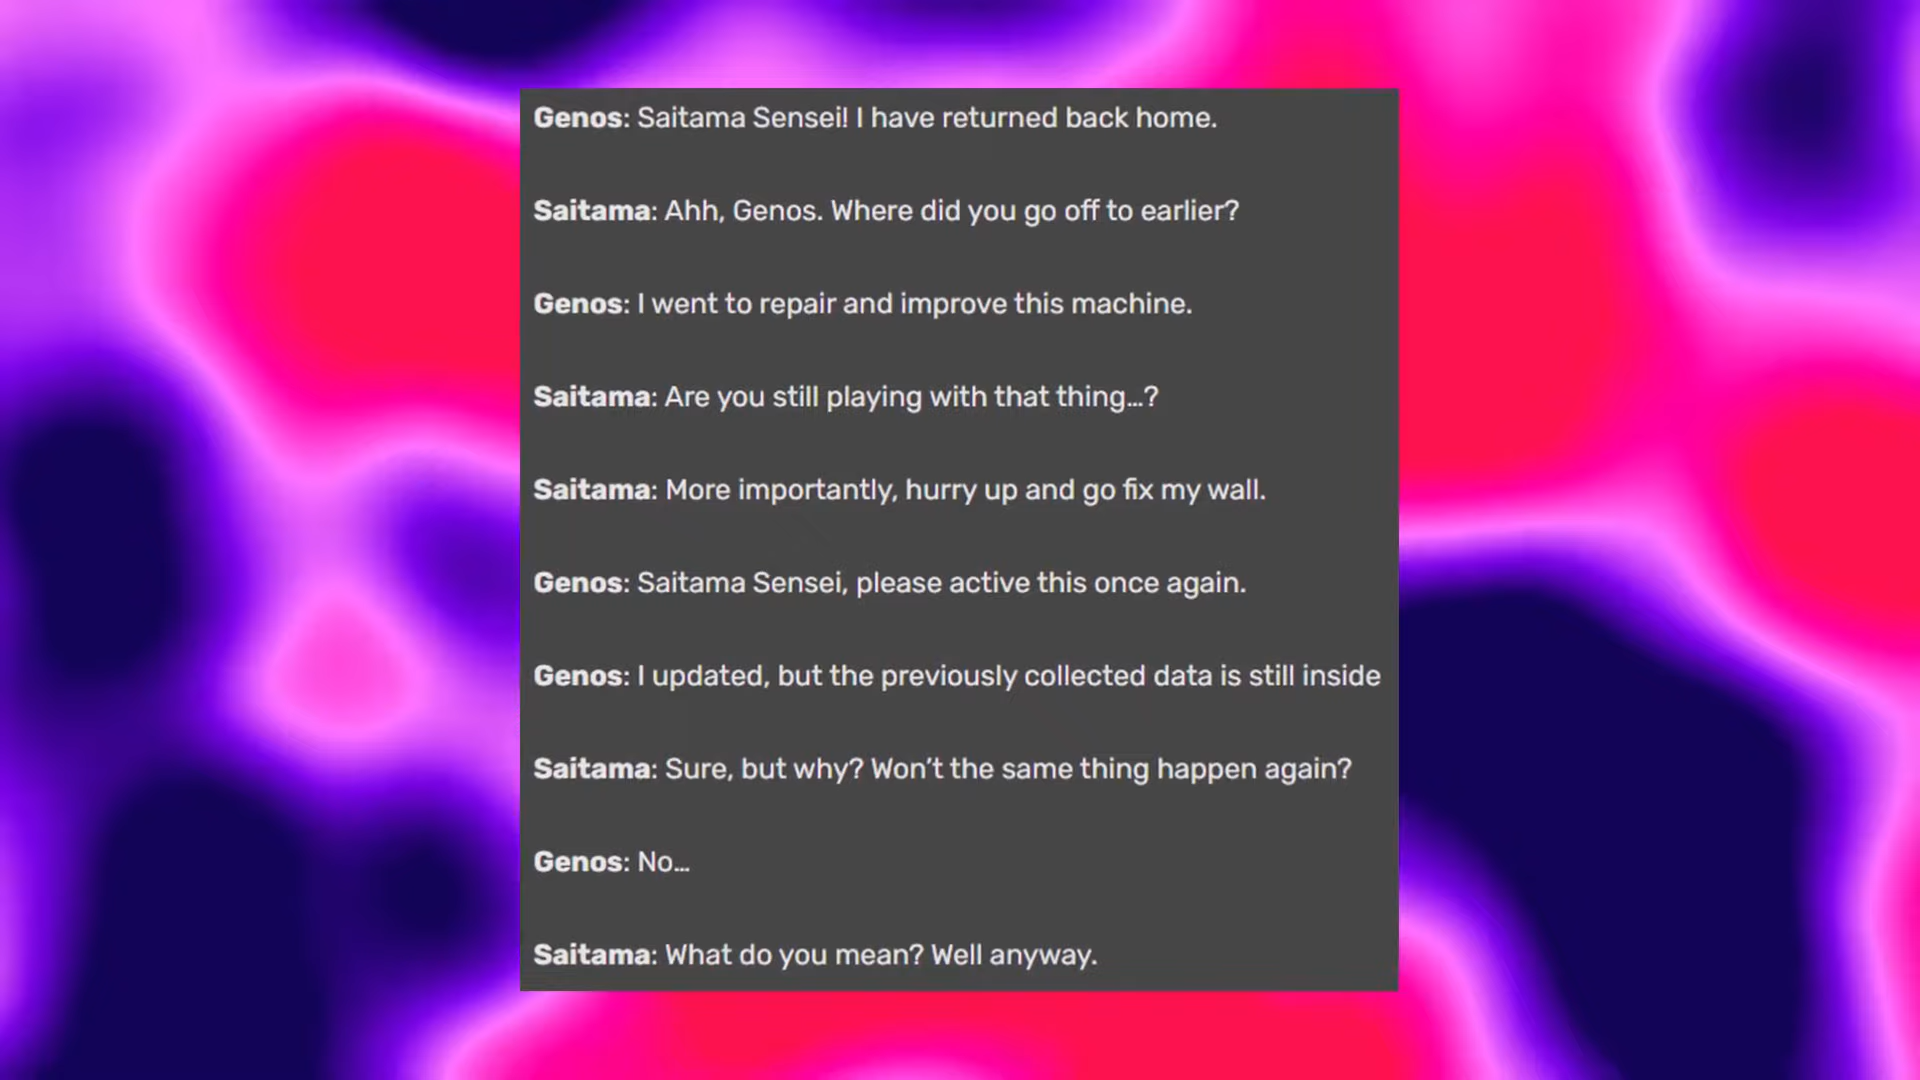 Genos: Saitama Sensei! I have returned back home.
Saitama: Ahh, Genos. Where did you go off to earlier?
Genos: I went to repair and improve this machine.
Saitama: Are you still playing with that thing...?
Saitama: More importantly, hurry up and go fix my wall.
Genos: Saitama Sensei, please active this once again.
Genos: I updated, but the previously collected data is still inside
Saitama: Sure, but why? Won’t the same thing happen again?
Genos: No...
Saitama: What do you mean? Well anyway.